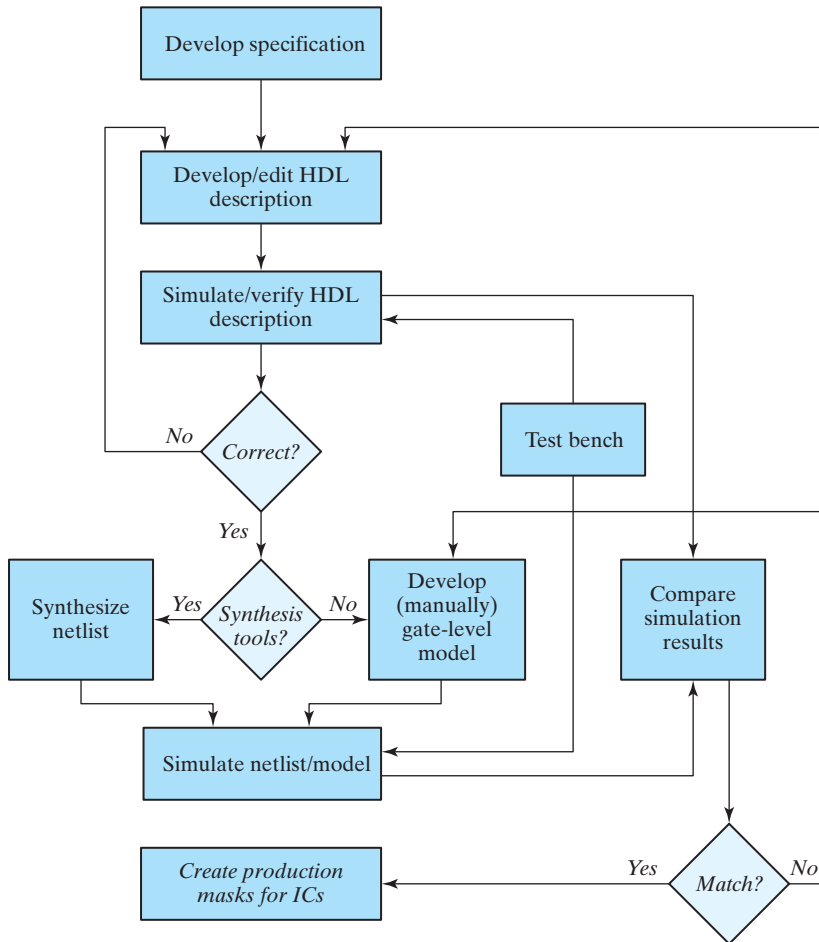 Develop specification
Develop/edit HDL
description
Simulate/verify HDL
description
No
Correct?
Test bench
Yes
Synthesize
netlist
Yes
Synthesis
tools?
No
Develop
(manually)
gate-level
model
Compare
simulation
results
Simulate netlist/model
Create production
masks for ICs
Yes
Match?
No